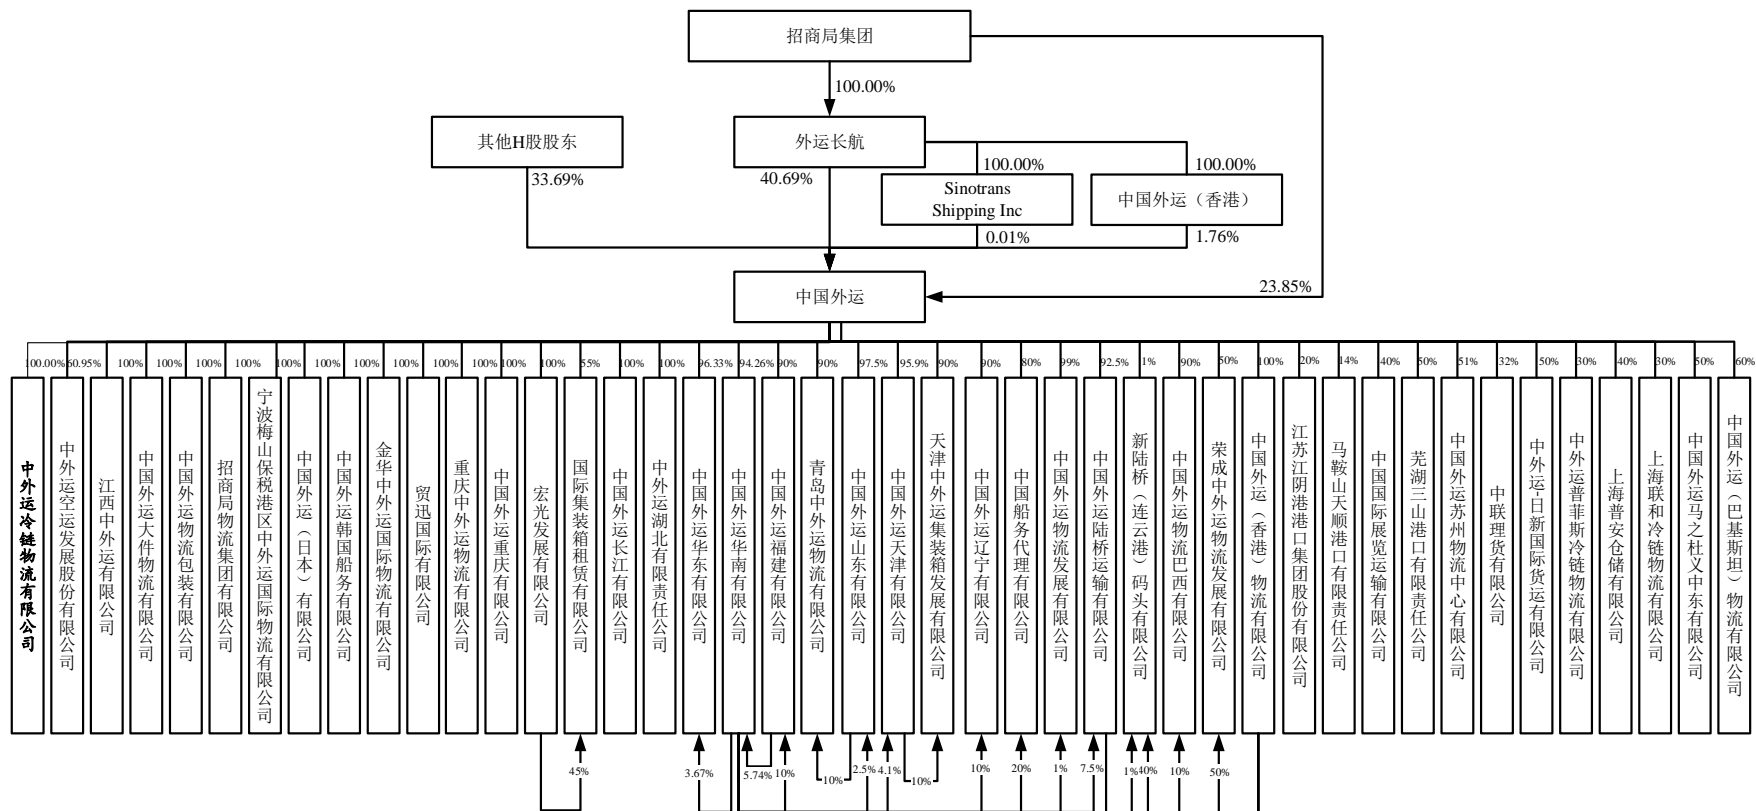 招商局集团
100.00%
其他H股股东
外运长航
33.69%
40.69%
100.00%
100.00%
Sinotrans
Shipping Inc
中国外运（香港）
0.01%
1.76%
中国外运
23.85%
100.00%
60.95%
100%
100%
100%
100%
100%
100%
100%
100%
100%
100%
100%
100%
55%
100%
100%
96.33%
94.26%
90%
90%
97.5%
95.9%
90%
90%
80%
99%
92.5%
1%
90%
50%
100%
20%
14%
40%
50%
51%
32%
50%
30%
40%
30%
50%
60%
中外运冷链物流有限公司
中外运空运发展股份有限公司
江西中外运有限公司
中国外运大件物流有限公司
中国外运物流包装有限公司
招商局物流集团有限公司
宁波梅山保税港区中外运国际物流有限公司
中国外运（日本）有限公司
中国外运韩国船务有限公司
金华中外运国际物流有限公司
贸迅国际有限公司
重庆中外运物流有限公司
中国外运重庆有限公司
宏光发展有限公司
国际集装箱租赁有限公司
中国外运长江有限公司
中外运湖北有限责任公司
中国外运华东有限公司
中国外运华南有限公司
中国外运福建有限公司
青岛中外运物流有限公司
中国外运山东有限公司
中国外运天津有限公司
天津中外运集装箱发展有限公司
中国外运辽宁有限公司
中国船务代理有限公司
中国外运物流发展有限公司
中国外运陆桥运输有限公司
新陆桥（连云港）码头有限公司
中国外运物流巴西有限公司
荣成中外运物流发展有限公司
中国外运（香港）物流有限公司
江苏江阴港港口集团股份有限公司
马鞍山天顺港口有限责任公司
中国国际展览运输有限公司
芜湖三山港口有限责任公司
中国外运苏州物流中心有限公司
中联理货有限公司
中外运-日新国际货运有限公司
中外运普菲斯冷链物流有限公司
上海普安仓储有限公司
上海联和冷链物流有限公司
中国外运马之杜义中东有限公司
中国外运（巴基斯坦）物流有限公司
45%
3.67%
5.74%
10%
10%
2.5%
4.1%
10%
10%
20%
1%
7.5%
1%
40%
10%
50%